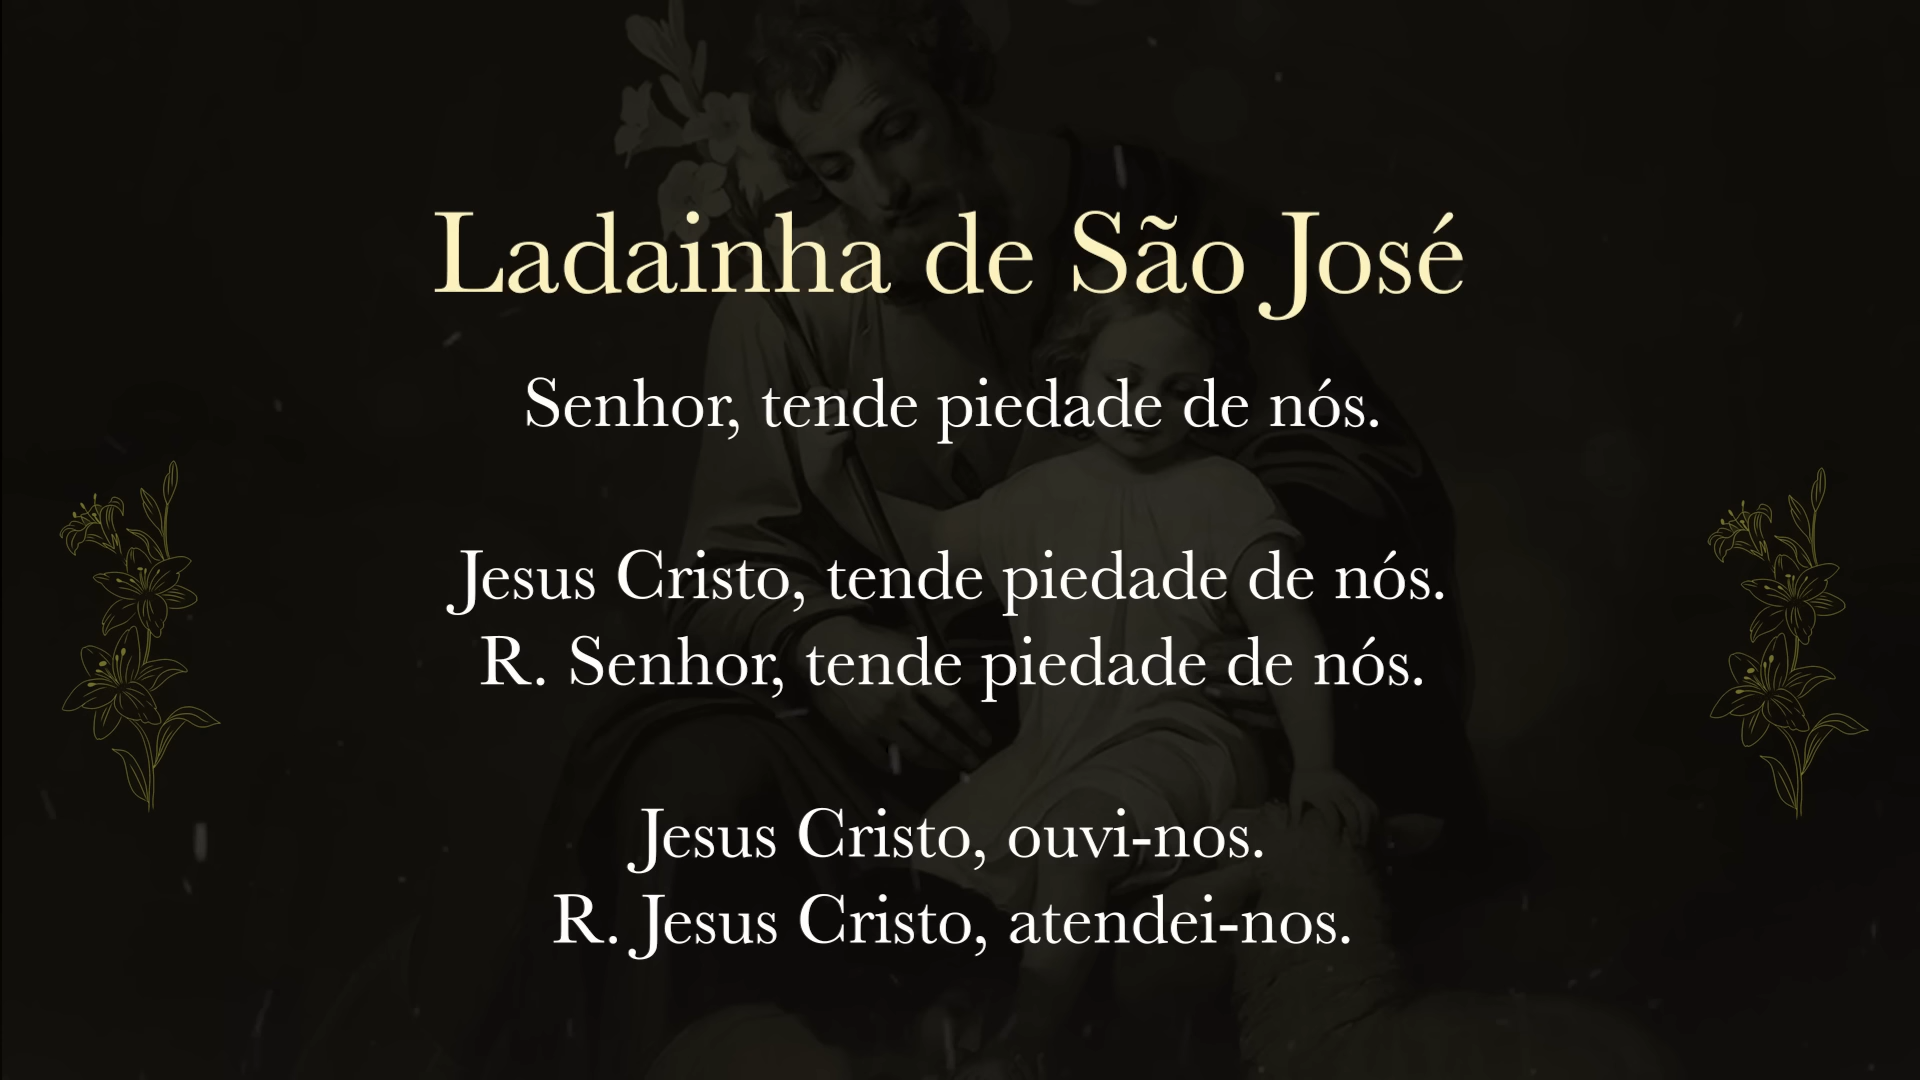 Ladainha de São José
Senhor, tende piedade de nós.
Jesus Cristo, tende piedade de nós.
R. Senhor, tende piedade de nós.
Jesus Cristo, ouvi-nos.
R. Jesus Cristo, atendei-nos.